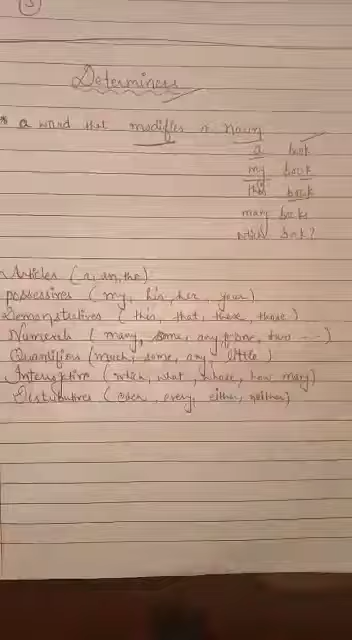 3
Determiners
* a word that modifies a noun
a book
my book
this book
many books
which book?
Articles (a, an, the)
possessives (my, his, her, your)
Demonstratives (this, that, these, those)
Numerals (many, some, any, one, two ---)
Quantifiers (much, some, any, little)
(which, what, whose, how many)
Distributives (each, every, either, neither)